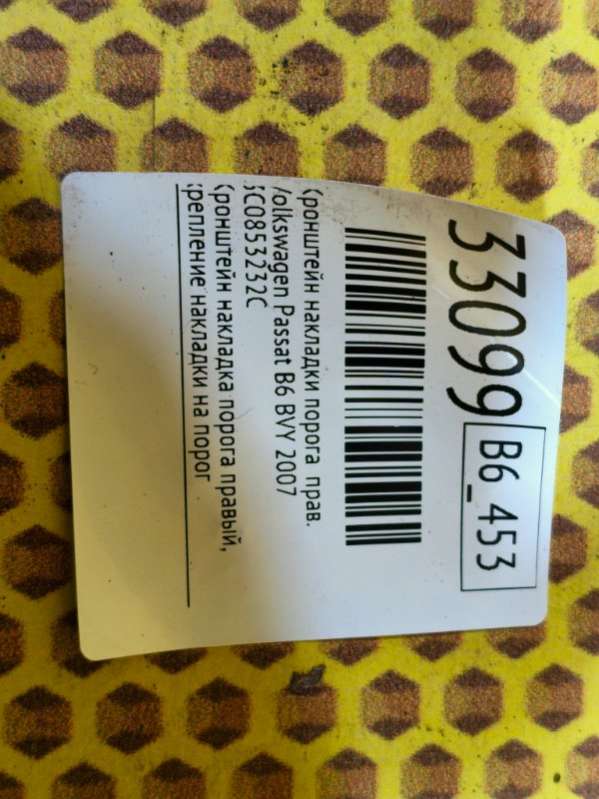 33099 B6_453
Кронштейн накладки порога прав.
Volkswagen Passat B6 BVY 2007
5C0853232C
Кронштейн накладка порога правый,
крепление накладки на порог